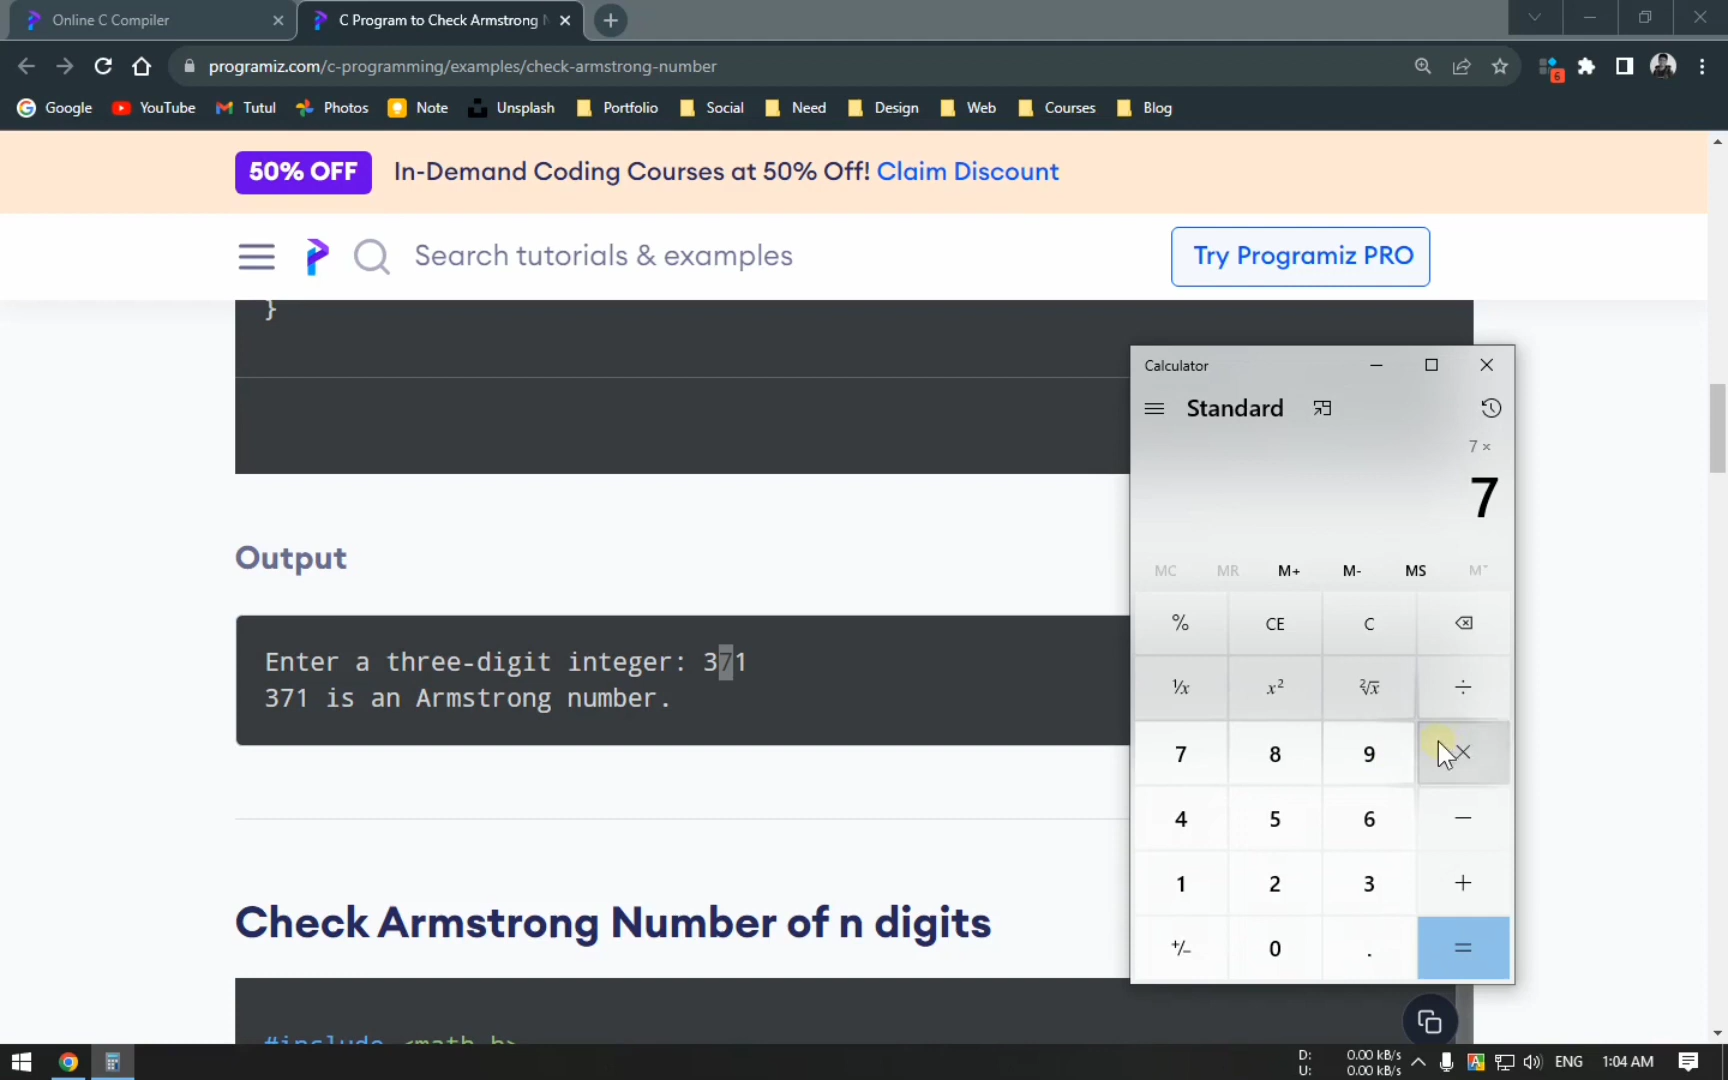 Online C Compiler
C Program to Check Armstrong N
programiz.com/c-programming/examples/check-armstrong-number
6
Google YouTube Tutul Photos Note Unsplash Portfolio Social Need Design Web Courses Blog
50% OFF In-Demand Coding Courses at 50% Off! Claim Discount
Search tutorials & examples
Try Programiz PRO
}
Output
Enter a three-digit integer: 371
371 is an Armstrong number.
Check Armstrong Number of n digits
#include <math.h>
Calculator
Standard
7 ×
7
MC MR M+ M- MS M˅
% CE C
¹/x x² ²√x ÷
7 8 9 ×
4 5 6 −
1 2 3 +
+/− 0 . =
D: 0.00 kB/s
U: 0.00 kB/s
ENG
1:04 AM